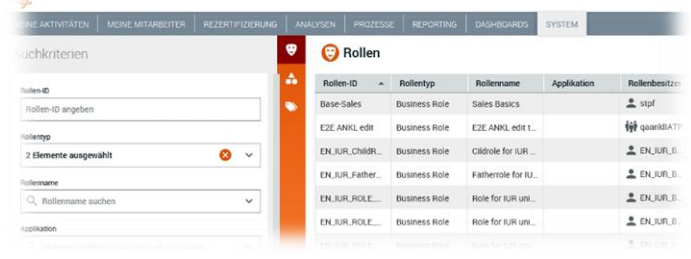 MEINE AKTIVITÄTEN MEINE MITARBEITER REZERTIFIZIERUNG ANALYSEN PROZESSE REPORTING DASHBOARDS SYSTEM
Suchkriterien
Rollen-ID
Rollen-ID angeben
Rollentyp
2 Elemente ausgewählt
Rollenname
Rollenname suchen
Applikation
Rollen
Rollen-ID Rollentyp Rollenname Applikation Rollenbesitzer
Base-Sales Business Role Sales Basics stpf
E2E ANKL edit Business Role E2E ANKL edit t...
EN_IUR_ChildR... Business Role Cildrole for IUR ... EN_IUR_B...
EN_IUR_Father... Business Role Fatherrole for IU... EN_IUR_B...
EN_IUR_ROLE_... Business Role Role for IUR uni... EN_IUR_B...
EN_IUR_ROLE_... Business Role Role for IUR uni... EN_IUR_B...